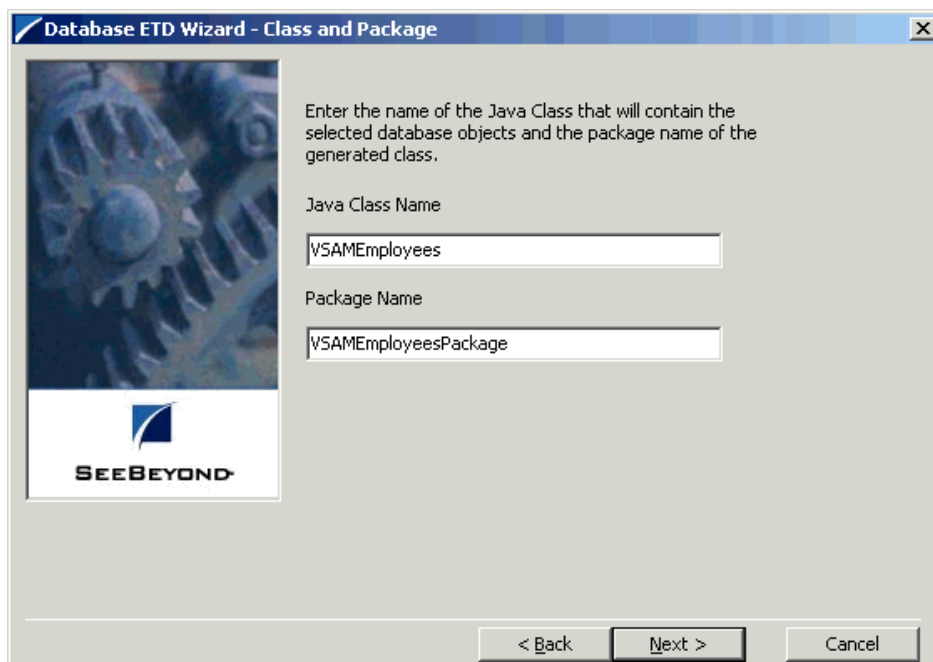 Database ETD Wizard - Class and Package
Enter the name of the Java Class that will contain the
selected database objects and the package name of the
generated class.
Java Class Name
VSAMEmployees
Package Name
VSAMEmployeesPackage
SEEBEYOND
< Back
Next >
Cancel